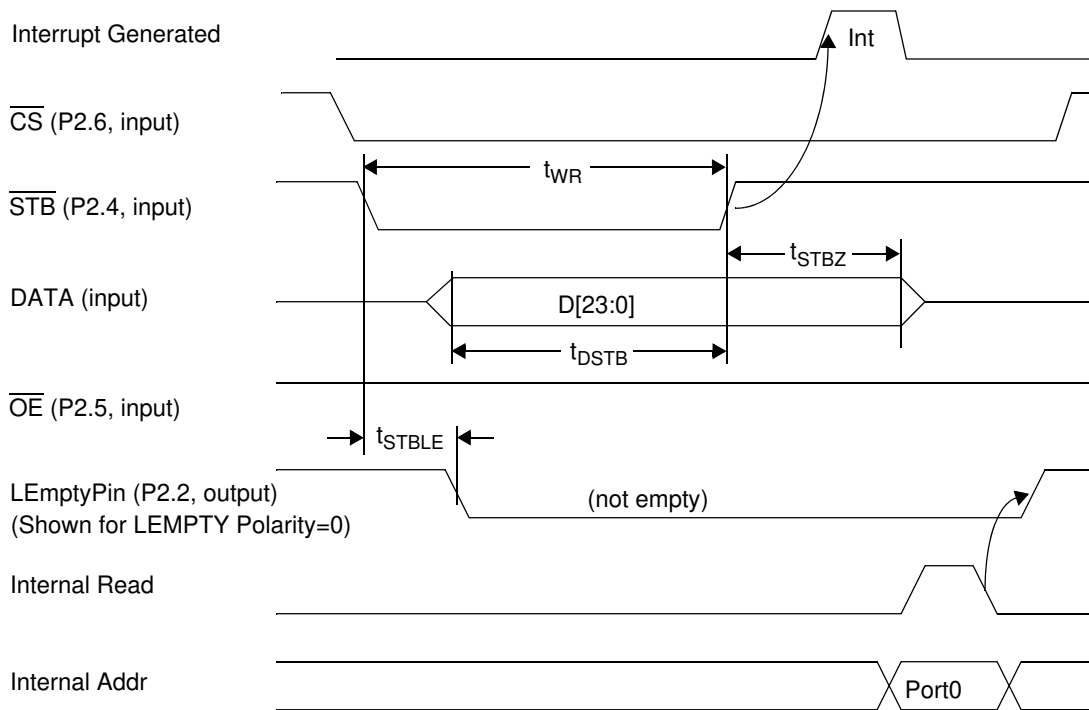 Interrupt Generated
Int
CS (P2.6, input)
tWR
STB (P2.4, input)
tSTBZ
DATA (input)
D[23:0]
tDSTB
OE (P2.5, input)
tSTBLE
LEmptyPin (P2.2, output)
(not empty)
(Shown for LEMPTY Polarity=0)
Internal Read
Internal Addr
Port0